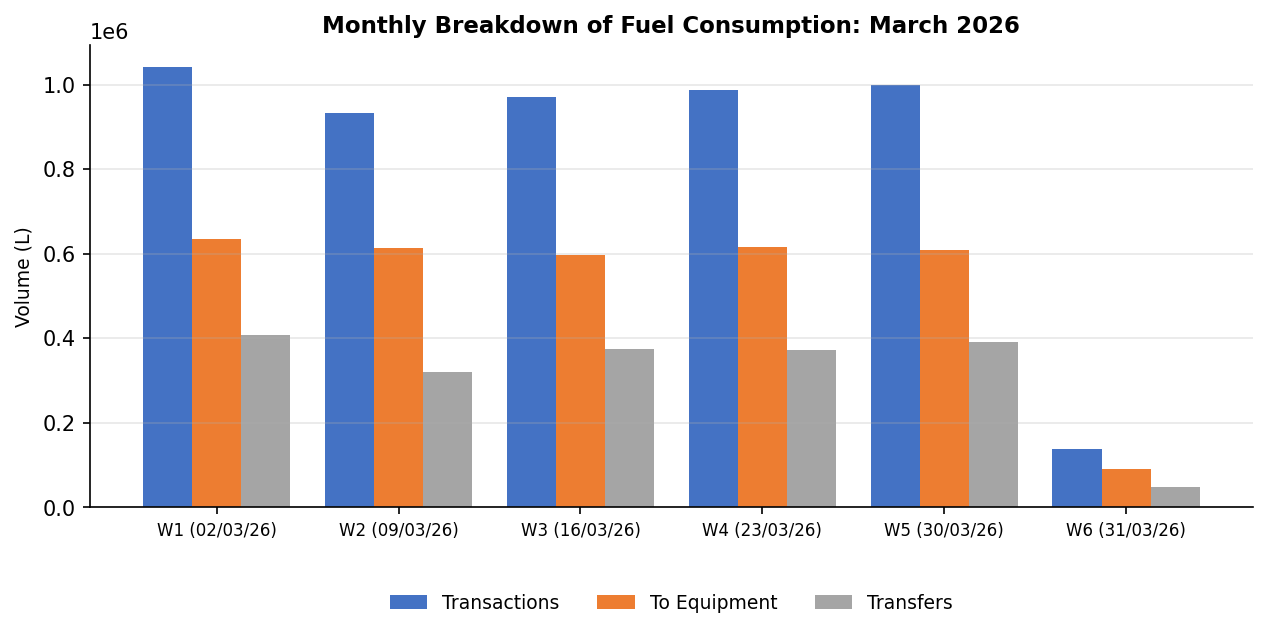 Monthly Breakdown of Fuel Consumption: March 2026
1e6
1.0
0.8
0.6
0.4
0.2
0.0
Volume (L)
W1 (02/03/26) W2 (09/03/26) W3 (16/03/26) W4 (23/03/26) W5 (30/03/26) W6 (31/03/26)
Transactions To Equipment Transfers